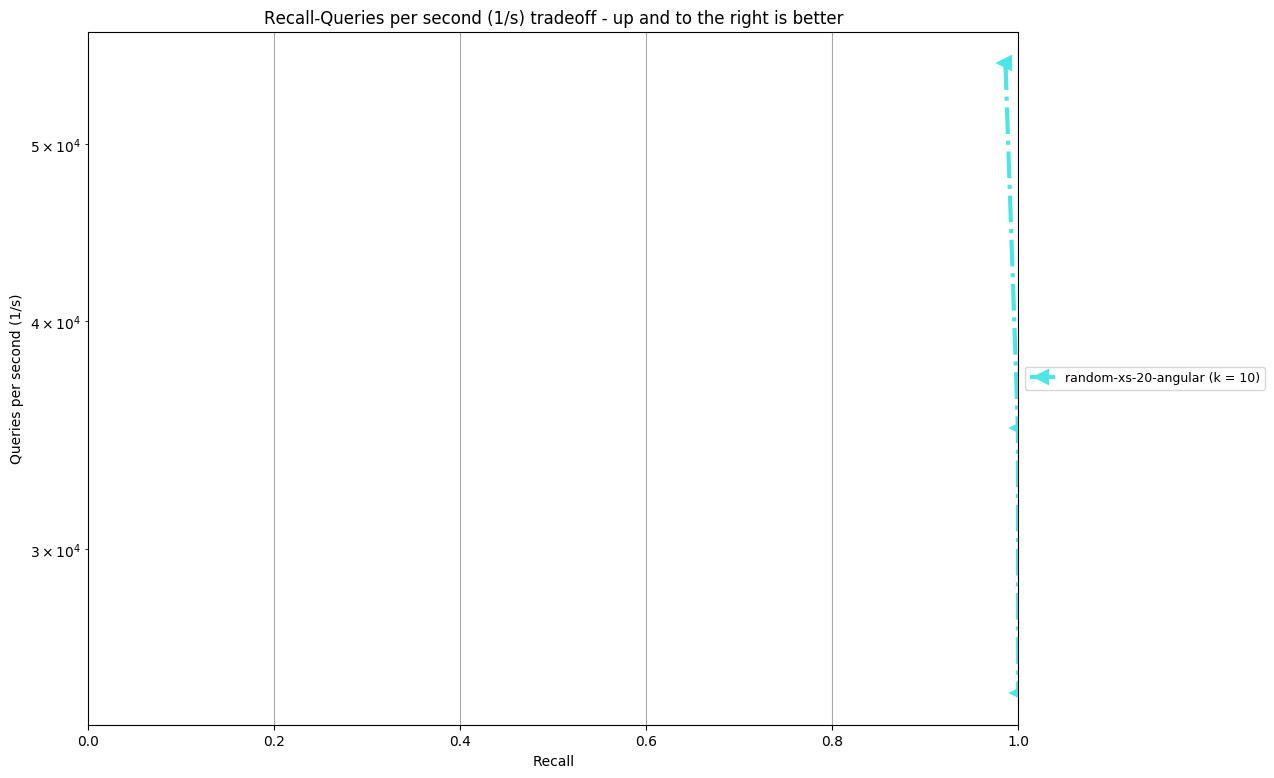 Recall-Queries per second (1/s) tradeoff - up and to the right is better
Queries per second (1/s)
5 × 10⁴
4 × 10⁴
3 × 10⁴
random-xs-20-angular (k = 10)
0.0 0.2 0.4 0.6 0.8 1.0
Recall